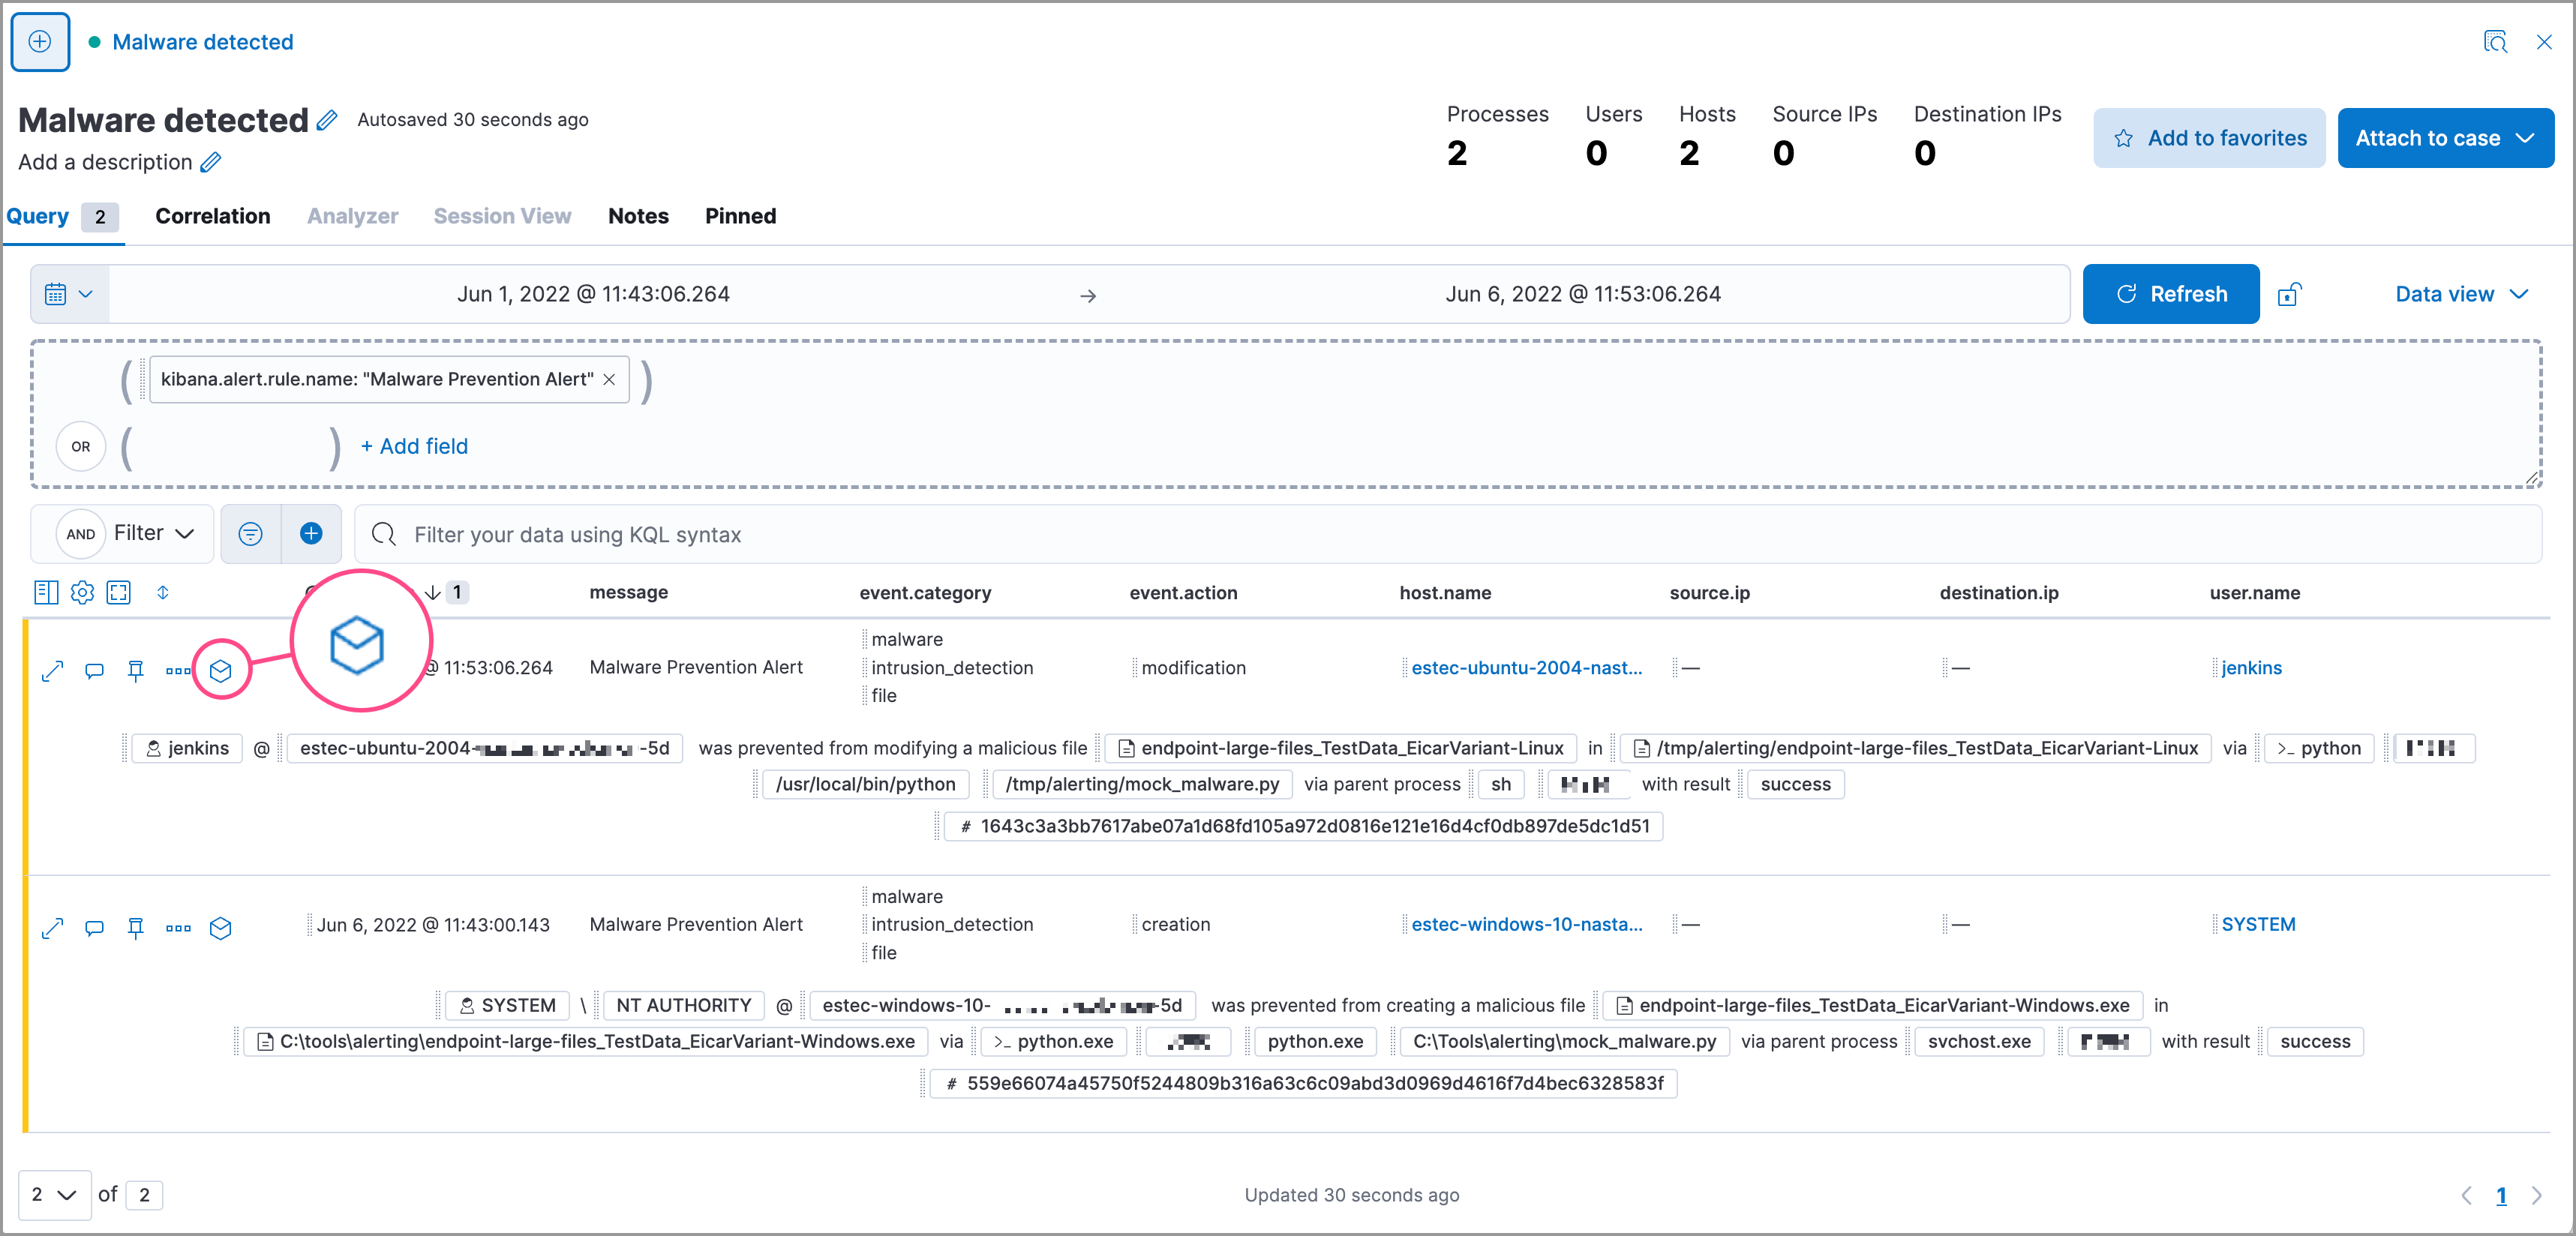 Malware detected
Malware detected Autosaved 30 seconds ago
Add a description
Processes Users Hosts Source IPs Destination IPs
2 0 2 0 0
Add to favorites
Attach to case
Query 2 Correlation Analyzer Session View Notes Pinned
Jun 1, 2022 @ 11:43:06.264 → Jun 6, 2022 @ 11:53:06.264 Refresh Data view
( kibana.alert.rule.name: "Malware Prevention Alert" × )
OR ( ) + Add field
AND Filter Filter your data using KQL syntax
↓ 1 message event.category event.action host.name source.ip destination.ip user.name
malware
@ 11:53:06.264 Malware Prevention Alert intrusion_detection modification estec-ubuntu-2004-nast... — — jenkins
file
jenkins @ estec-ubuntu-2004- -5d was prevented from modifying a malicious file endpoint-large-files_TestData_EicarVariant-Linux in /tmp/alerting/endpoint-large-files_TestData_EicarVariant-Linux via >_ python
/usr/local/bin/python /tmp/alerting/mock_malware.py via parent process sh with result success
# 1643c3a3bb7617abe07a1d68fd105a972d0816e121e16d4cf0db897de5dc1d51
malware
Jun 6, 2022 @ 11:43:00.143 Malware Prevention Alert intrusion_detection creation estec-windows-10-nasta... — — SYSTEM
file
SYSTEM \ NT AUTHORITY @ estec-windows-10- -5d was prevented from creating a malicious file endpoint-large-files_TestData_EicarVariant-Windows.exe in
C:\tools\alerting\endpoint-large-files_TestData_EicarVariant-Windows.exe via >_ python.exe python.exe C:\Tools\alerting\mock_malware.py via parent process svchost.exe with result success
# 559e66074a45750f5244809b316a63c6c09abd3d0969d4616f7d4bec6328583f
2 of 2 Updated 30 seconds ago 1